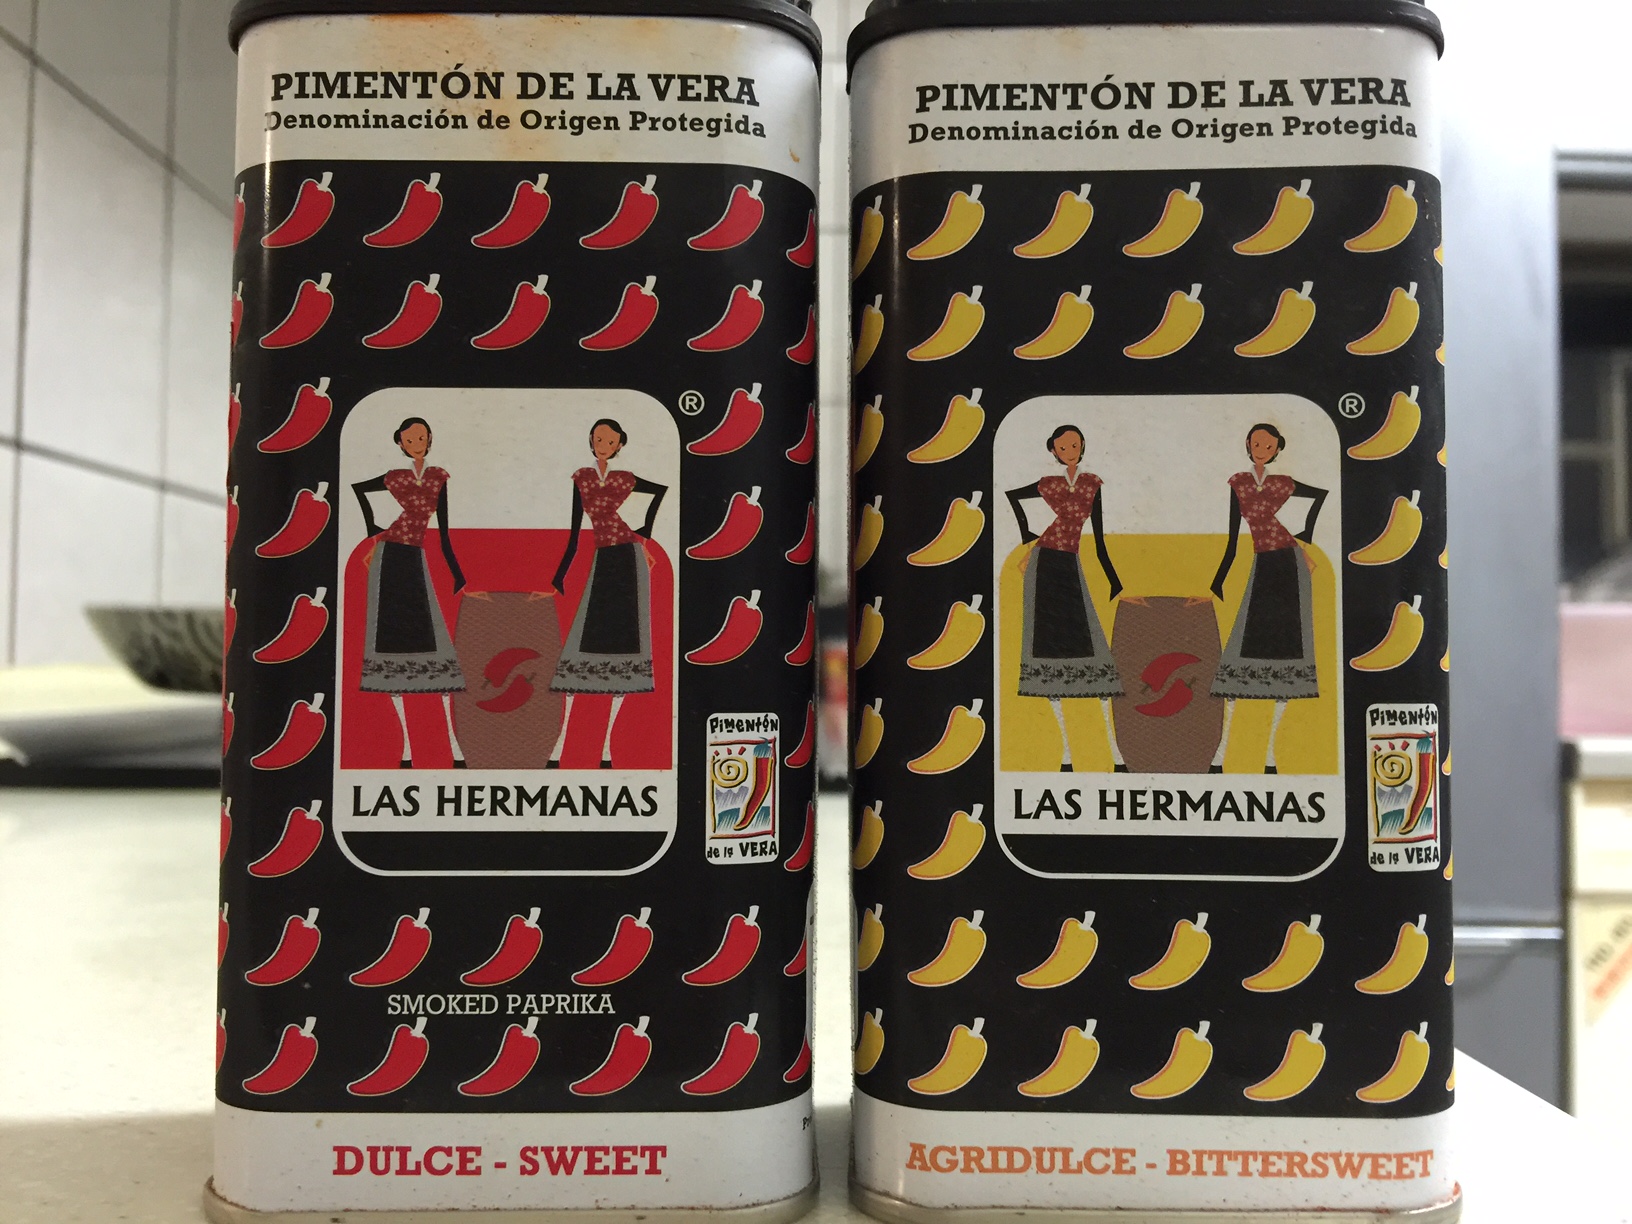 PIMENTÓN DE LA VERA
Denominación de Origen Protegida
®
LAS HERMANAS
Pimentón
de la VERA
SMOKED PAPRIKA
DULCE - SWEET
PIMENTÓN DE LA VERA
Denominación de Origen Protegida
®
LAS HERMANAS
Pimentón
de la VERA
AGRIDULCE - BITTERSWEET